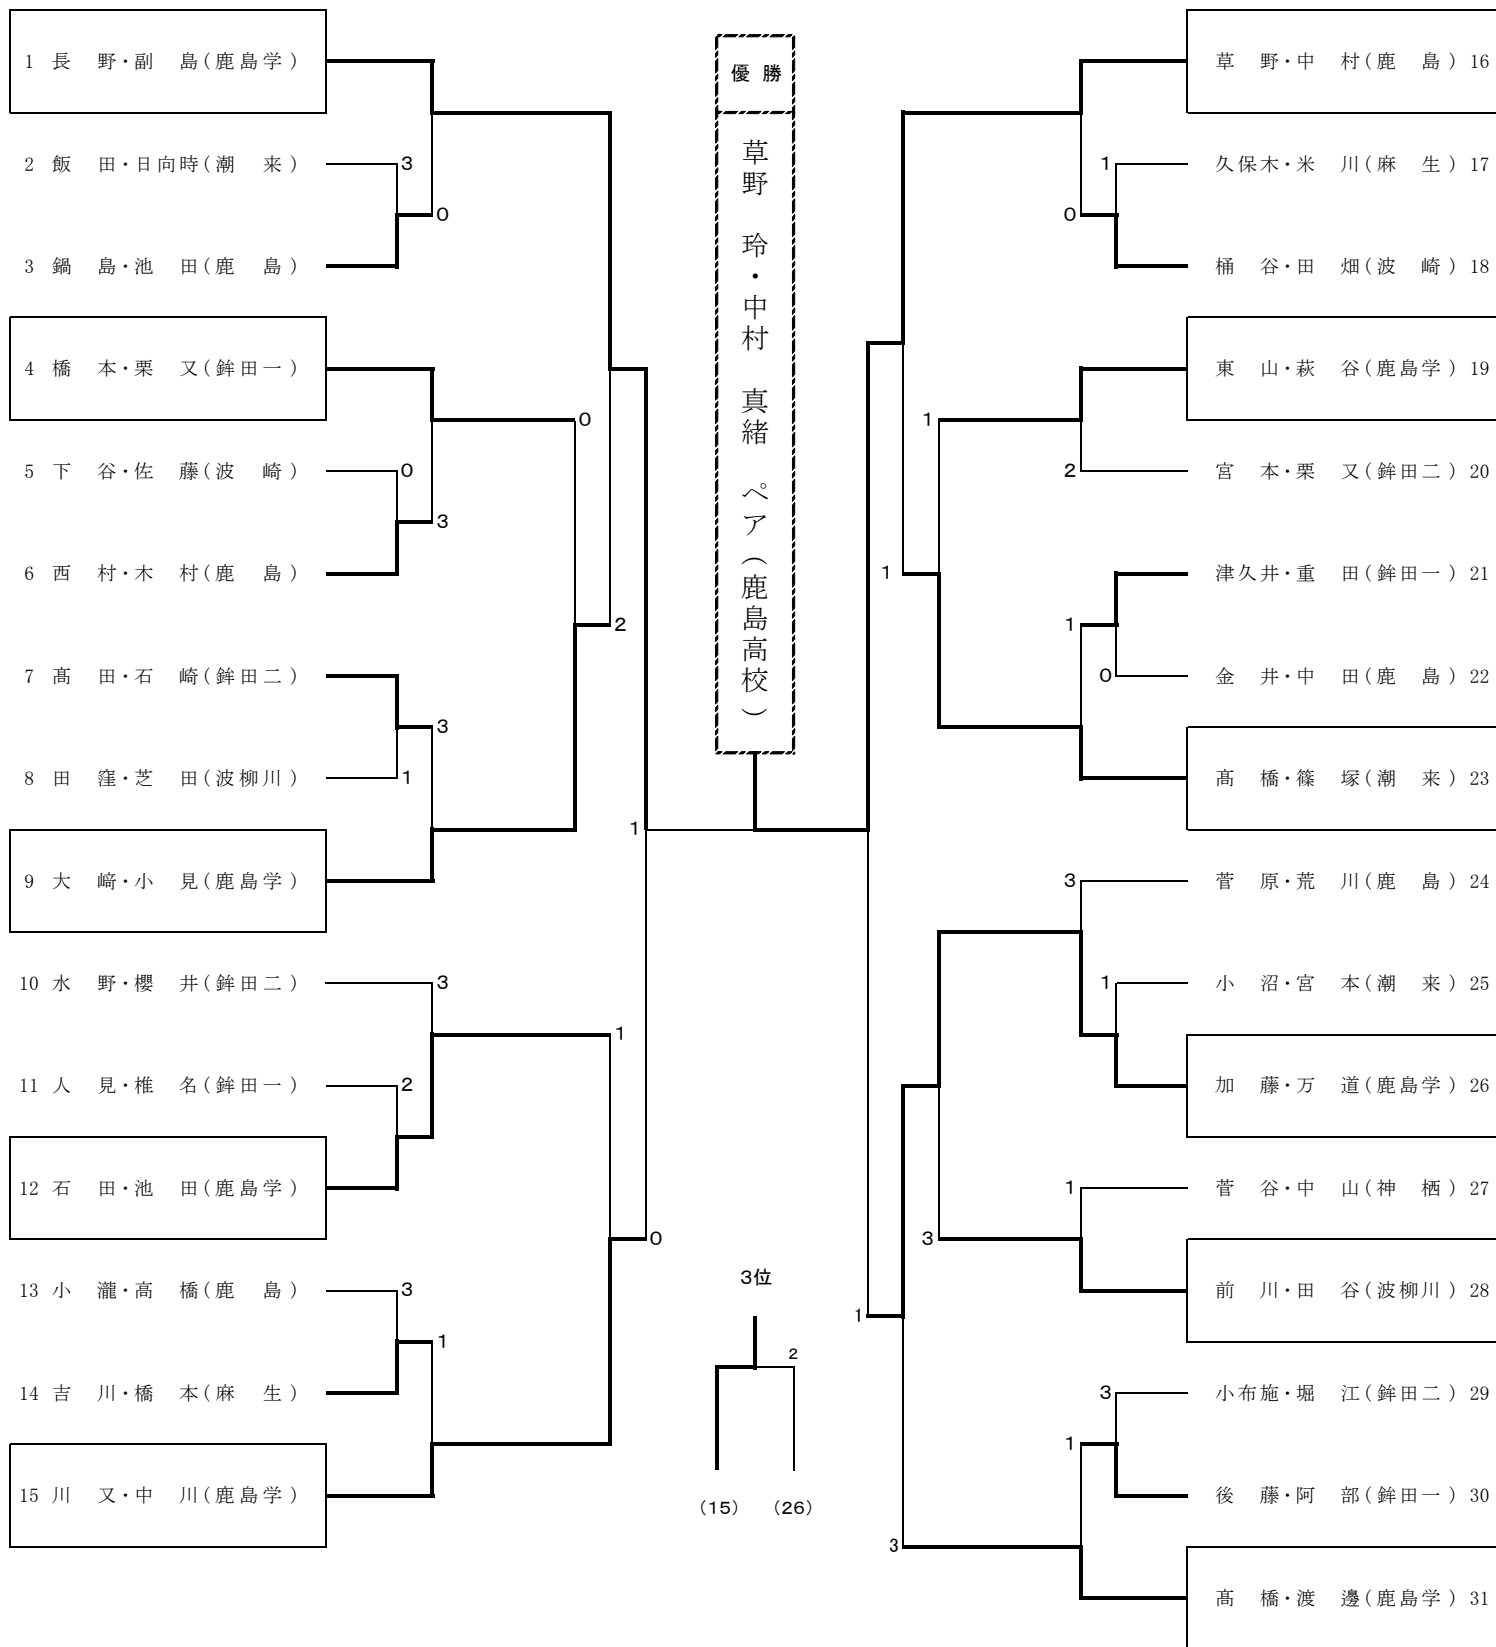 1 長 野・副 島(鹿島学)
2 飯 田・日向時(潮 来)
3
0
3 鍋 島・池 田(鹿 島)
4 橋 本・栗 又(鉾田一)
0
5 下 谷・佐 藤(波 崎)
0
3
6 西 村・木 村(鹿 島)
2
7 髙 田・石 崎(鉾田二)
3
8 田 窪・芝 田(波柳川)
1
1
9 大 﨑・小 見(鹿島学)
10 水 野・櫻 井(鉾田二)
3
1
11 人 見・椎 名(鉾田一)
2
12 石 田・池 田(鹿島学)
0
13 小 瀧・高 橋(鹿 島)
3
1
14 吉 川・橋 本(麻 生)
15 川 又・中 川(鹿島学)
優勝
草野 玲・中村 真緒 ペア(鹿島高校)
3位
2
(15) (26)
草 野・中 村(鹿 島) 16
1
久保木・米 川(麻 生) 17
0
桶 谷・田 畑(波 崎) 18
東 山・萩 谷(鹿島学) 19
1
2
宮 本・栗 又(鉾田二) 20
1
津久井・重 田(鉾田一) 21
1
0
金 井・中 田(鹿 島) 22
髙 橋・篠 塚(潮 来) 23
3
菅 原・荒 川(鹿 島) 24
1
小 沼・宮 本(潮 来) 25
加 藤・万 道(鹿島学) 26
1
菅 谷・中 山(神 栖) 27
3
前 川・田 谷(波柳川) 28
1
3
小布施・堀 江(鉾田二) 29
1
後 藤・阿 部(鉾田一) 30
3
髙 橋・渡 邊(鹿島学) 31